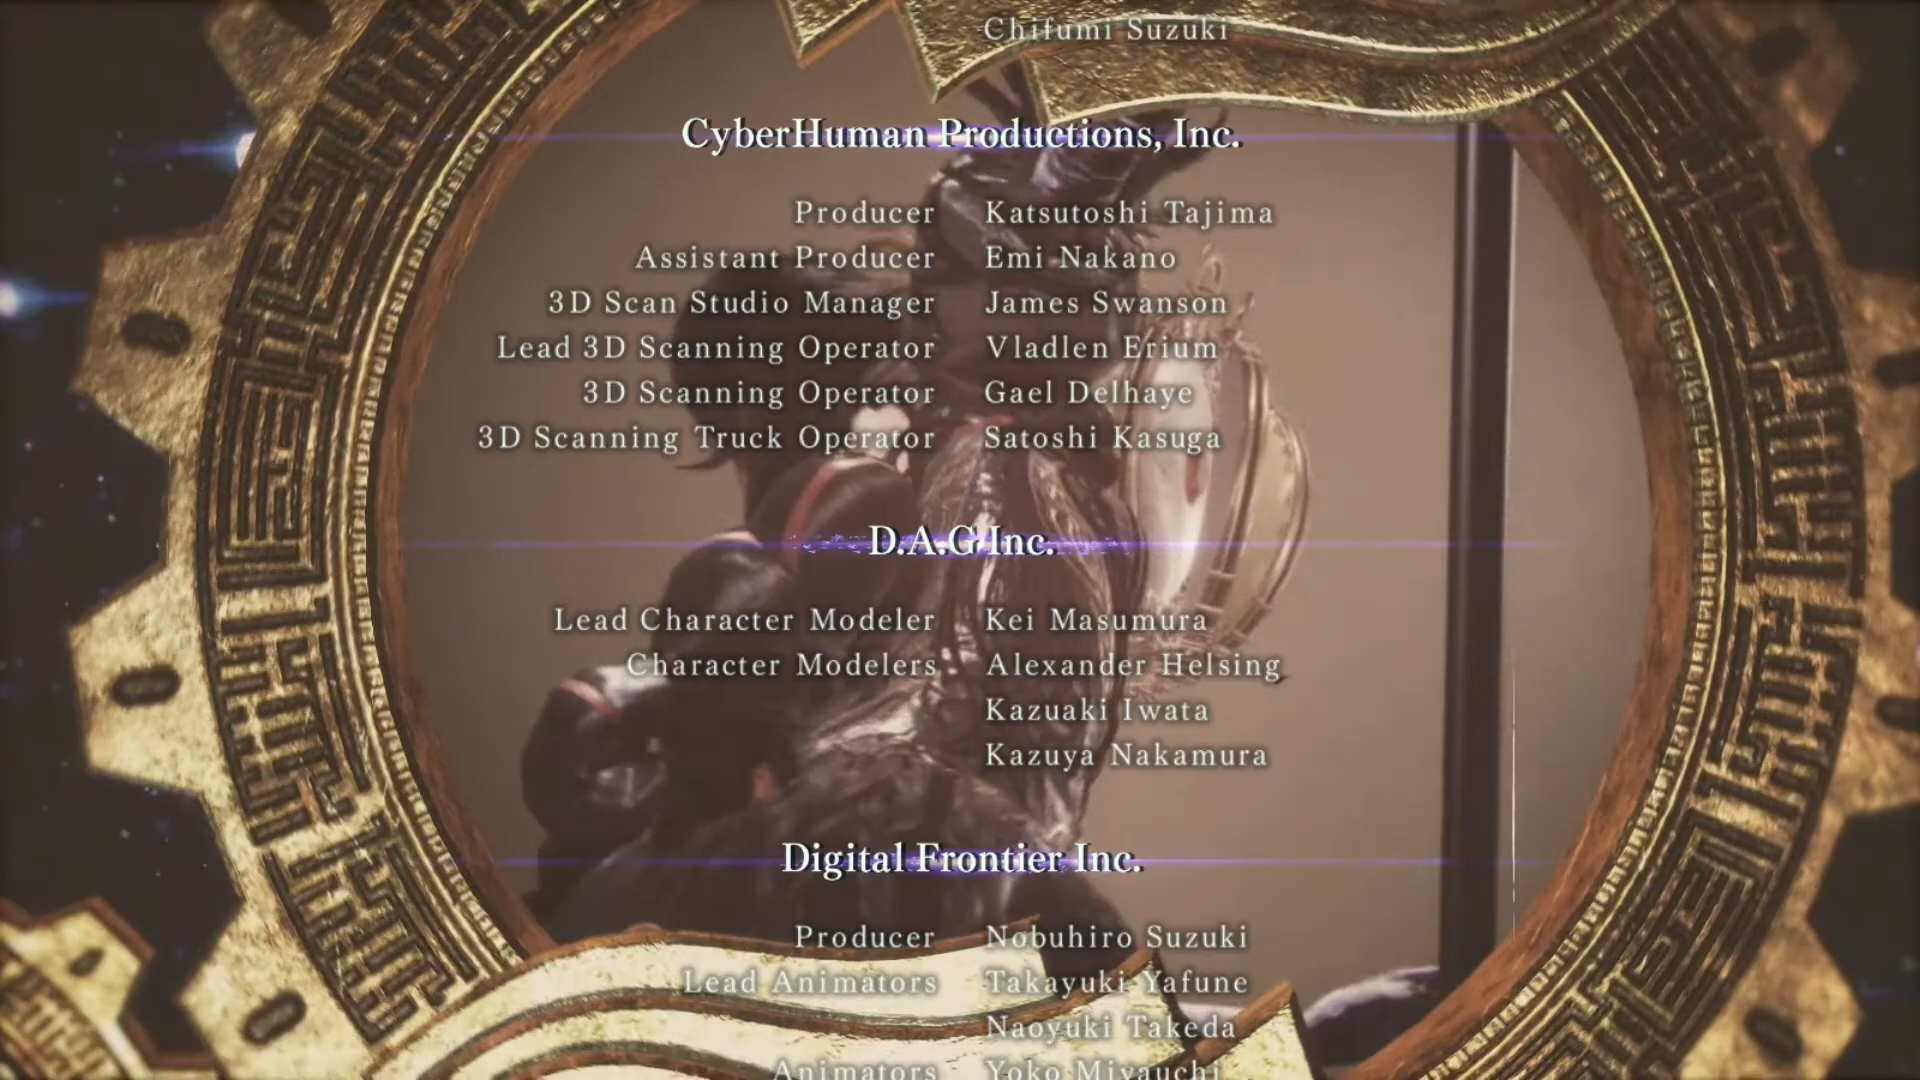 Chifumi Suzuki
CyberHuman Productions, Inc.
Producer Katsutoshi Tajima
Assistant Producer Emi Nakano
3D Scan Studio Manager James Swanson
Lead 3D Scanning Operator Vladlen Erium
3D Scanning Operator Gael Delhaye
3D Scanning Truck Operator Satoshi Kasuga
D.A.G Inc.
Lead Character Modeler Kei Masumura
Character Modelers Alexander Helsing
Kazuaki Iwata
Kazuya Nakamura
Digital Frontier Inc.
Producer Nobuhiro Suzuki
Lead Animators Takayuki Yafune
Naoyuki Takeda
Animators Yoko Miyauchi